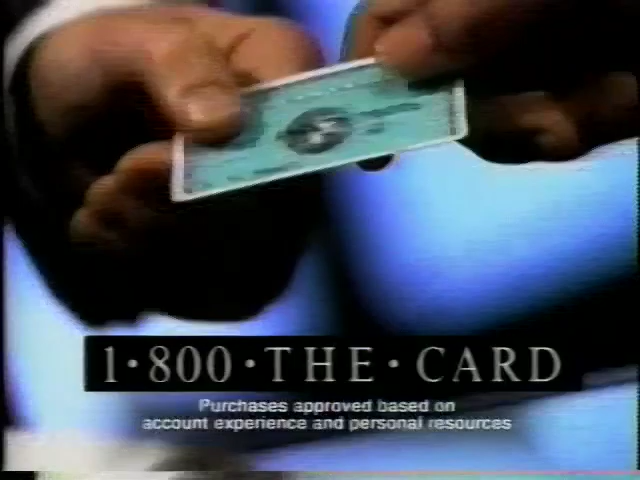 1·800·THE·CARD
Purchases approved based on
account experience and personal resources